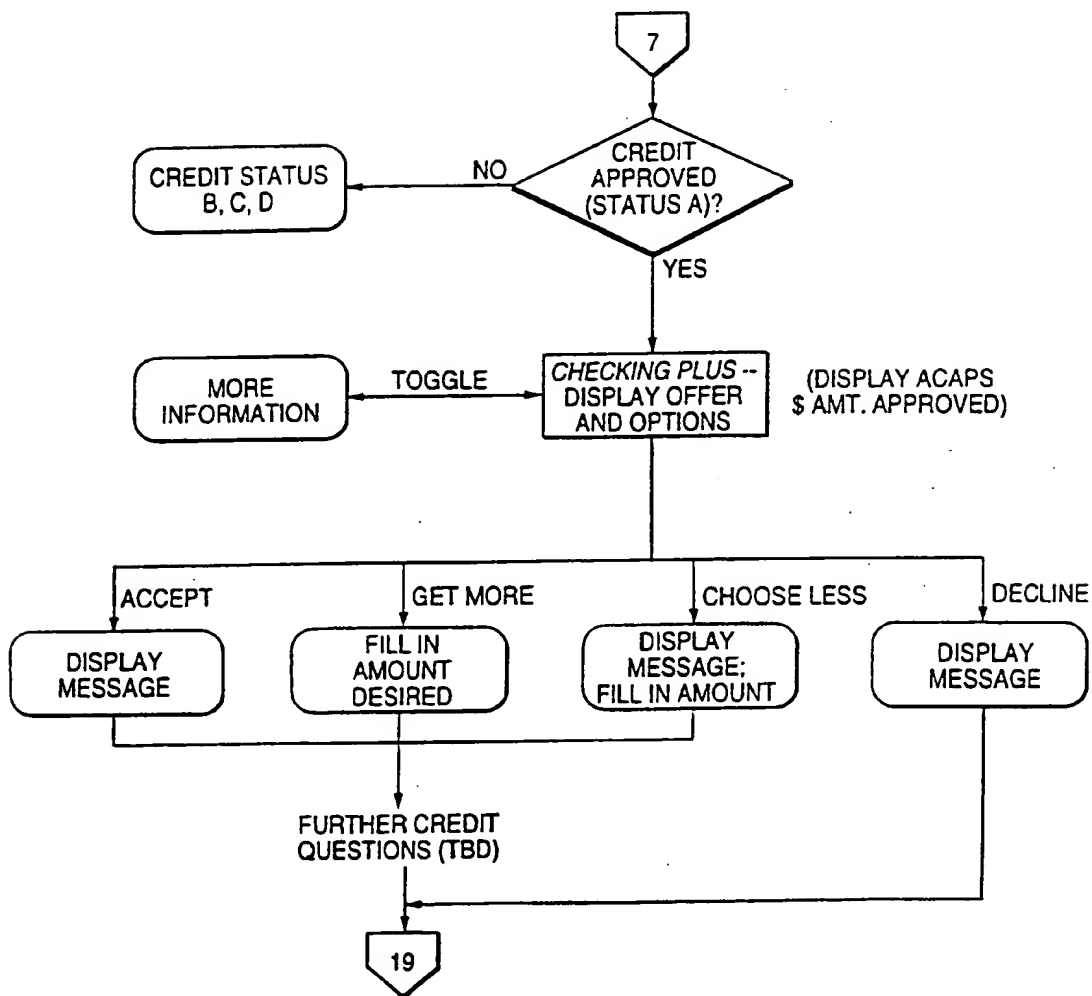 7
CREDIT
APPROVED
(STATUS A)?
NO
CREDIT STATUS
B, C, D
YES
MORE
INFORMATION
TOGGLE
CHECKING PLUS --
DISPLAY OFFER
AND OPTIONS
(DISPLAY ACAPS
$ AMT. APPROVED)
ACCEPT
GET MORE
CHOOSE LESS
DECLINE
DISPLAY
MESSAGE
FILL IN
AMOUNT
DESIRED
DISPLAY
MESSAGE;
FILL IN AMOUNT
DISPLAY
MESSAGE
FURTHER CREDIT
QUESTIONS (TBD)
19